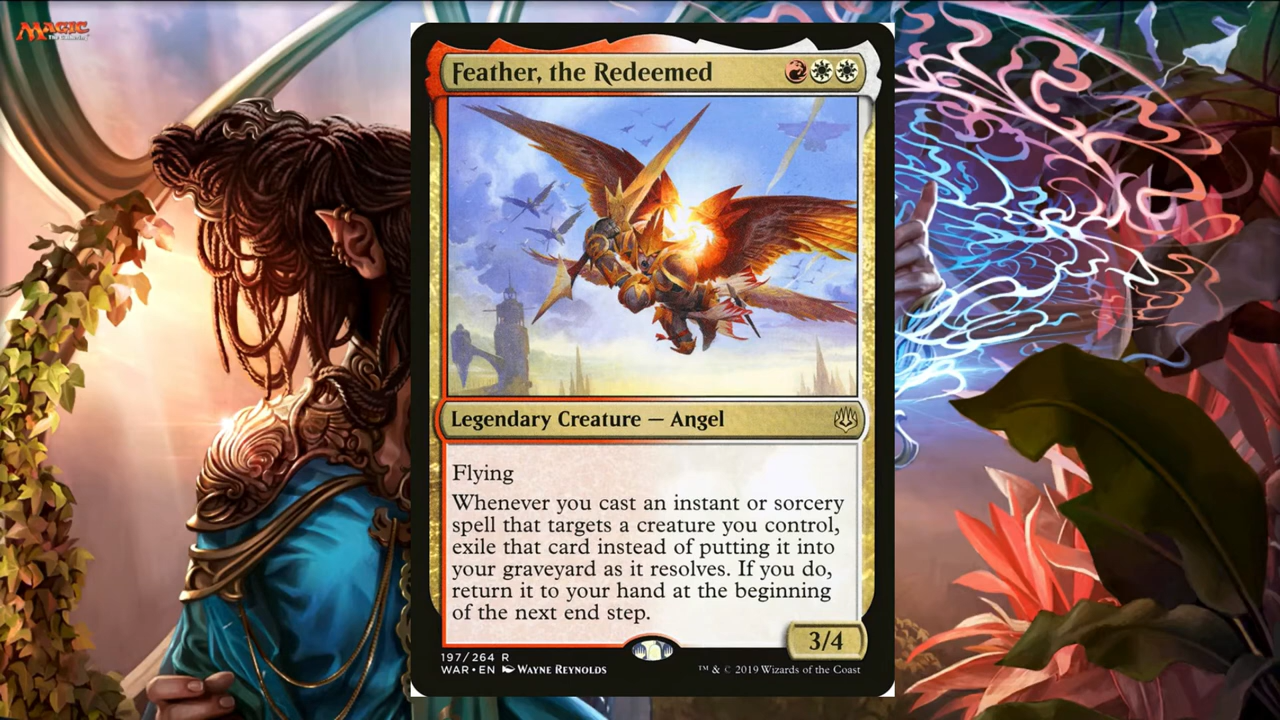 MAGIC
THE GATHERING
Feather, the Redeemed
Legendary Creature — Angel
Flying
Whenever you cast an instant or sorcery
spell that targets a creature you control,
exile that card instead of putting it into
your graveyard as it resolves. If you do,
return it to your hand at the beginning
of the next end step.
3/4
197/264 R
WAR • EN Wayne Reynolds
™ & © 2019 Wizards of the Coast